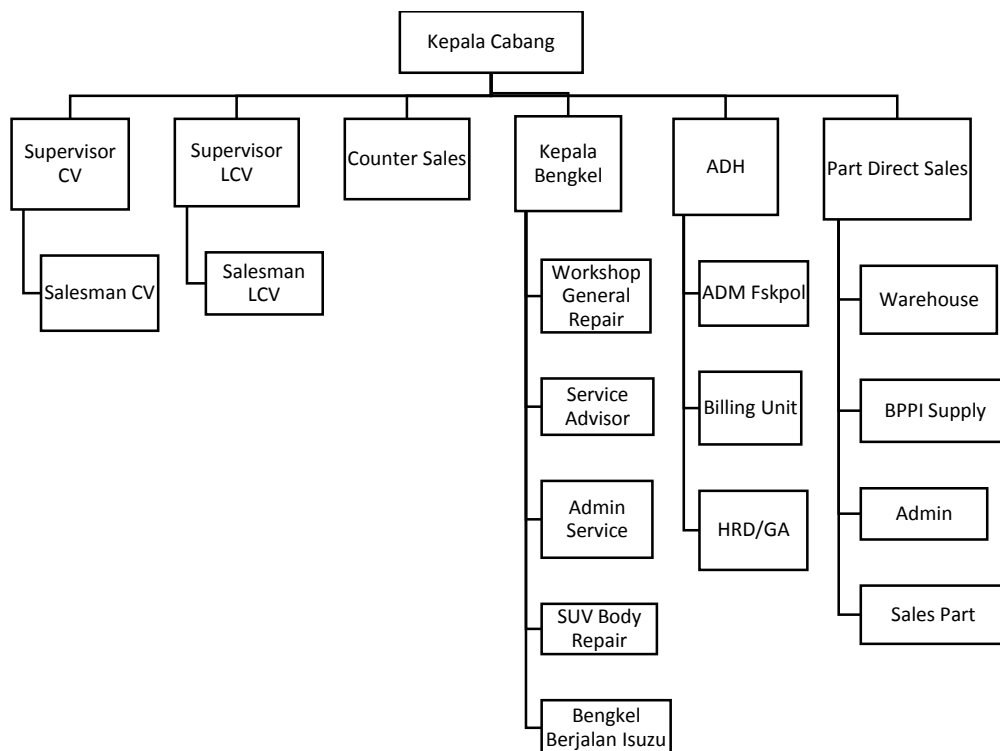 Kepala Cabang
Supervisor
CV
Supervisor
LCV
Counter Sales
Kepala
Bengkel
ADH
Part Direct Sales
Salesman CV
Salesman
LCV
Workshop
General
Repair
ADM Fskpol
Warehouse
Service
Advisor
Billing Unit
BPPI Supply
Admin
Service
HRD/GA
Admin
SUV Body
Repair
Sales Part
Bengkel
Berjalan Isuzu